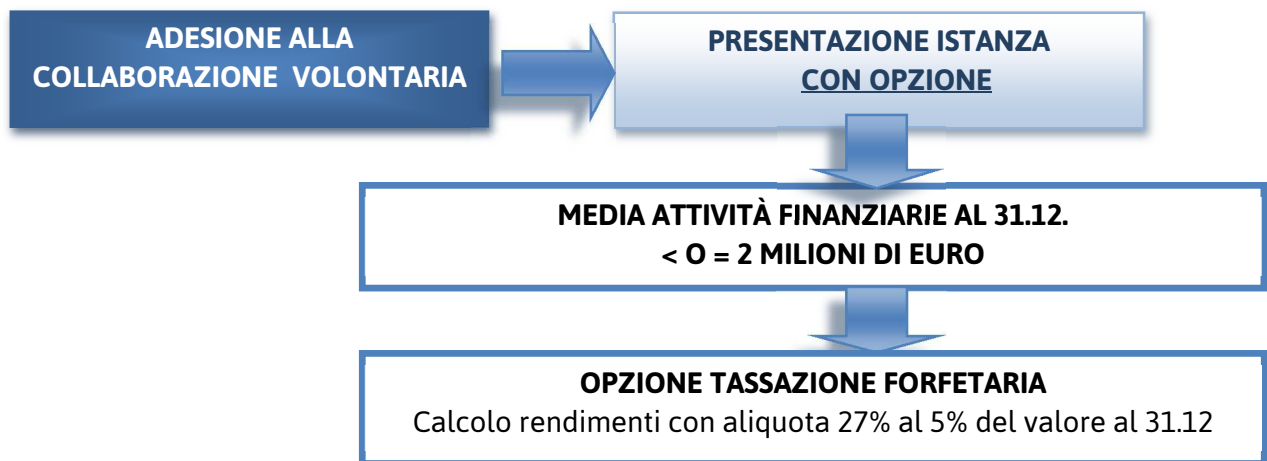 ADESIONE ALLA
COLLABORAZIONE VOLONTARIA
PRESENTAZIONE ISTANZA
CON OPZIONE
MEDIA ATTIVITÀ FINANZIARIE AL 31.12.
< O = 2 MILIONI DI EURO
OPZIONE TASSAZIONE FORFETARIA
Calcolo rendimenti con aliquota 27% al 5% del valore al 31.12